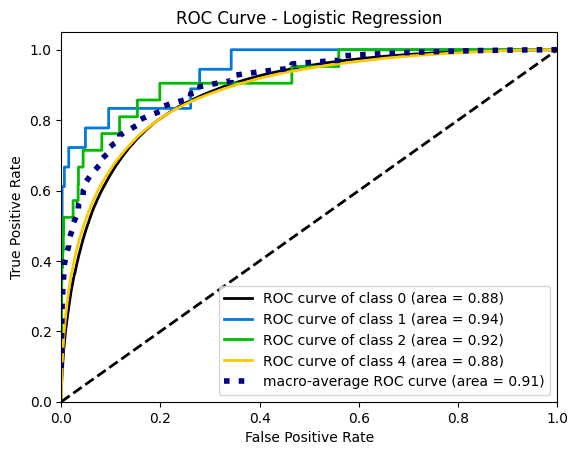 ROC Curve - Logistic Regression
True Positive Rate
1.0
0.8
0.6
0.4
0.2
0.0
ROC curve of class 0 (area = 0.88)
ROC curve of class 1 (area = 0.94)
ROC curve of class 2 (area = 0.92)
ROC curve of class 4 (area = 0.88)
macro-average ROC curve (area = 0.91)
0.0 0.2 0.4 0.6 0.8 1.0
False Positive Rate